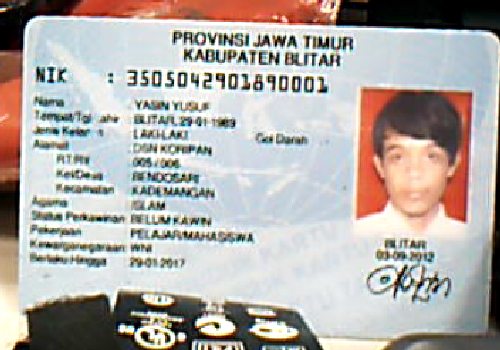 PROVINSI JAWA TIMUR
KABUPATEN BLITAR
NIK : 3505042901890001
Nama : YASIN YUSUF
Tempat/Tgl Lahir : BLITAR, 29-01-1989
Jenis Kelamin : LAKI-LAKI Gol Darah
Alamat : DSN KORIPAN
RT/RW : 005 / 006
Kel/Desa : BENDOSARI
Kecamatan : KADEMANGAN
Agama : ISLAM
Status Perkawinan : BELUM KAWIN
Pekerjaan : PELAJAR/MAHASISWA
Kewarganegaraan : WNI
Berlaku Hingga : 29-01-2017
BLITAR
03-09-2012